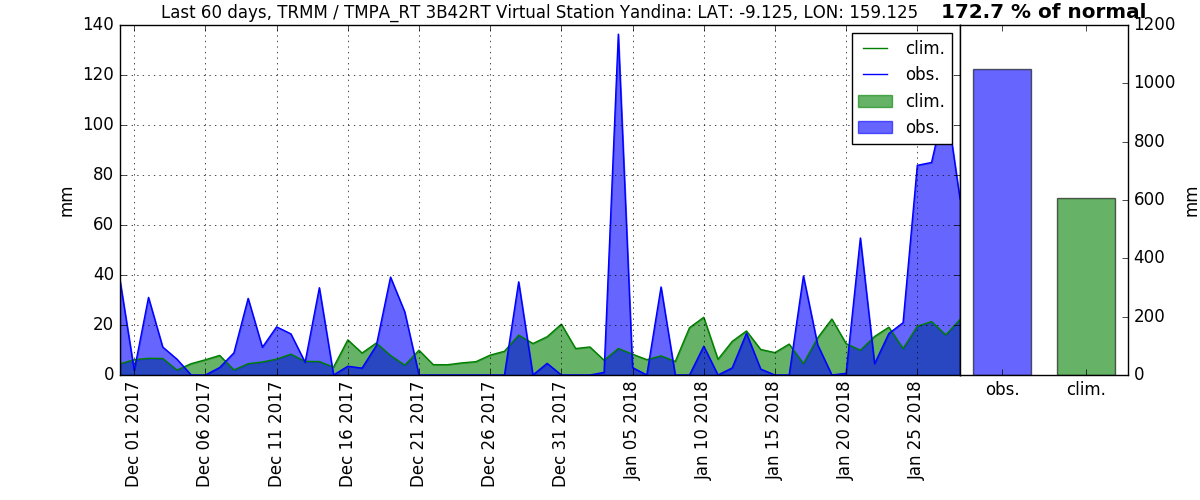 Last 60 days, TRMM / TMPA_RT 3B42RT Virtual Station Yandina: LAT: -9.125, LON: 159.125
172.7 % of normal
140
120
100
80
60
40
20
0
mm
clim.
obs.
clim.
obs.
1200
1000
800
600
400
200
0
mm
Dec 01 2017
Dec 06 2017
Dec 11 2017
Dec 16 2017
Dec 21 2017
Dec 26 2017
Dec 31 2017
Jan 05 2018
Jan 10 2018
Jan 15 2018
Jan 20 2018
Jan 25 2018
obs.
clim.